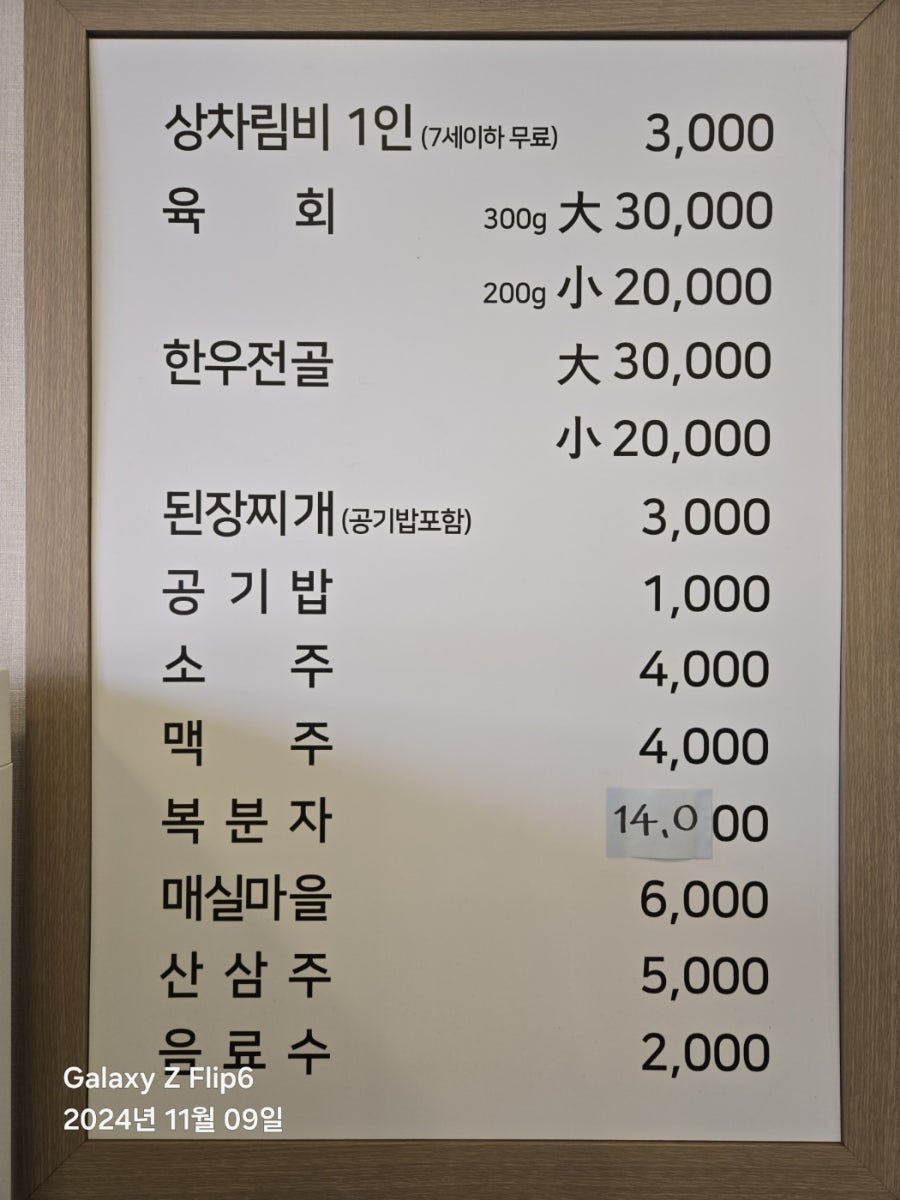 상차림비 1인 (7세이하 무료) 3,000
육 회 300g 大 30,000
200g 小 20,000
한우전골 大 30,000
小 20,000
된장찌개 (공기밥포함) 3,000
공 기 밥 1,000
소 주 4,000
맥 주 4,000
복 분 자 14.000
매실마을 6,000
산 삼 주 5,000
음 료 수 2,000
Galaxy Z Flip6
2024년 11월 09일